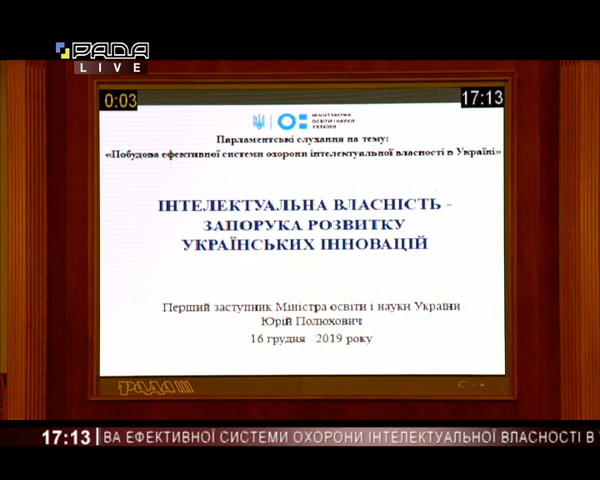 РАДА
LIVE
0:03
17:13
МІНІСТЕРСТВО
ОСВІТИ І НАУКИ
УКРАЇНИ
Парламентські слухання на тему:
«Побудова ефективної системи охорони інтелектуальної власності в Україні»
ІНТЕЛЕКТУАЛЬНА ВЛАСНІСТЬ -
ЗАПОРУКА РОЗВИТКУ
УКРАЇНСЬКИХ ІННОВАЦІЙ
Перший заступник Міністра освіти і науки України
Юрій Полюхович
16 грудня 2019 року
РАДА III
17:13 ВА ЕФЕКТИВНОЇ СИСТЕМИ ОХОРОНИ ІНТЕЛЕКТУАЛЬНОЇ ВЛАСНОСТІ В